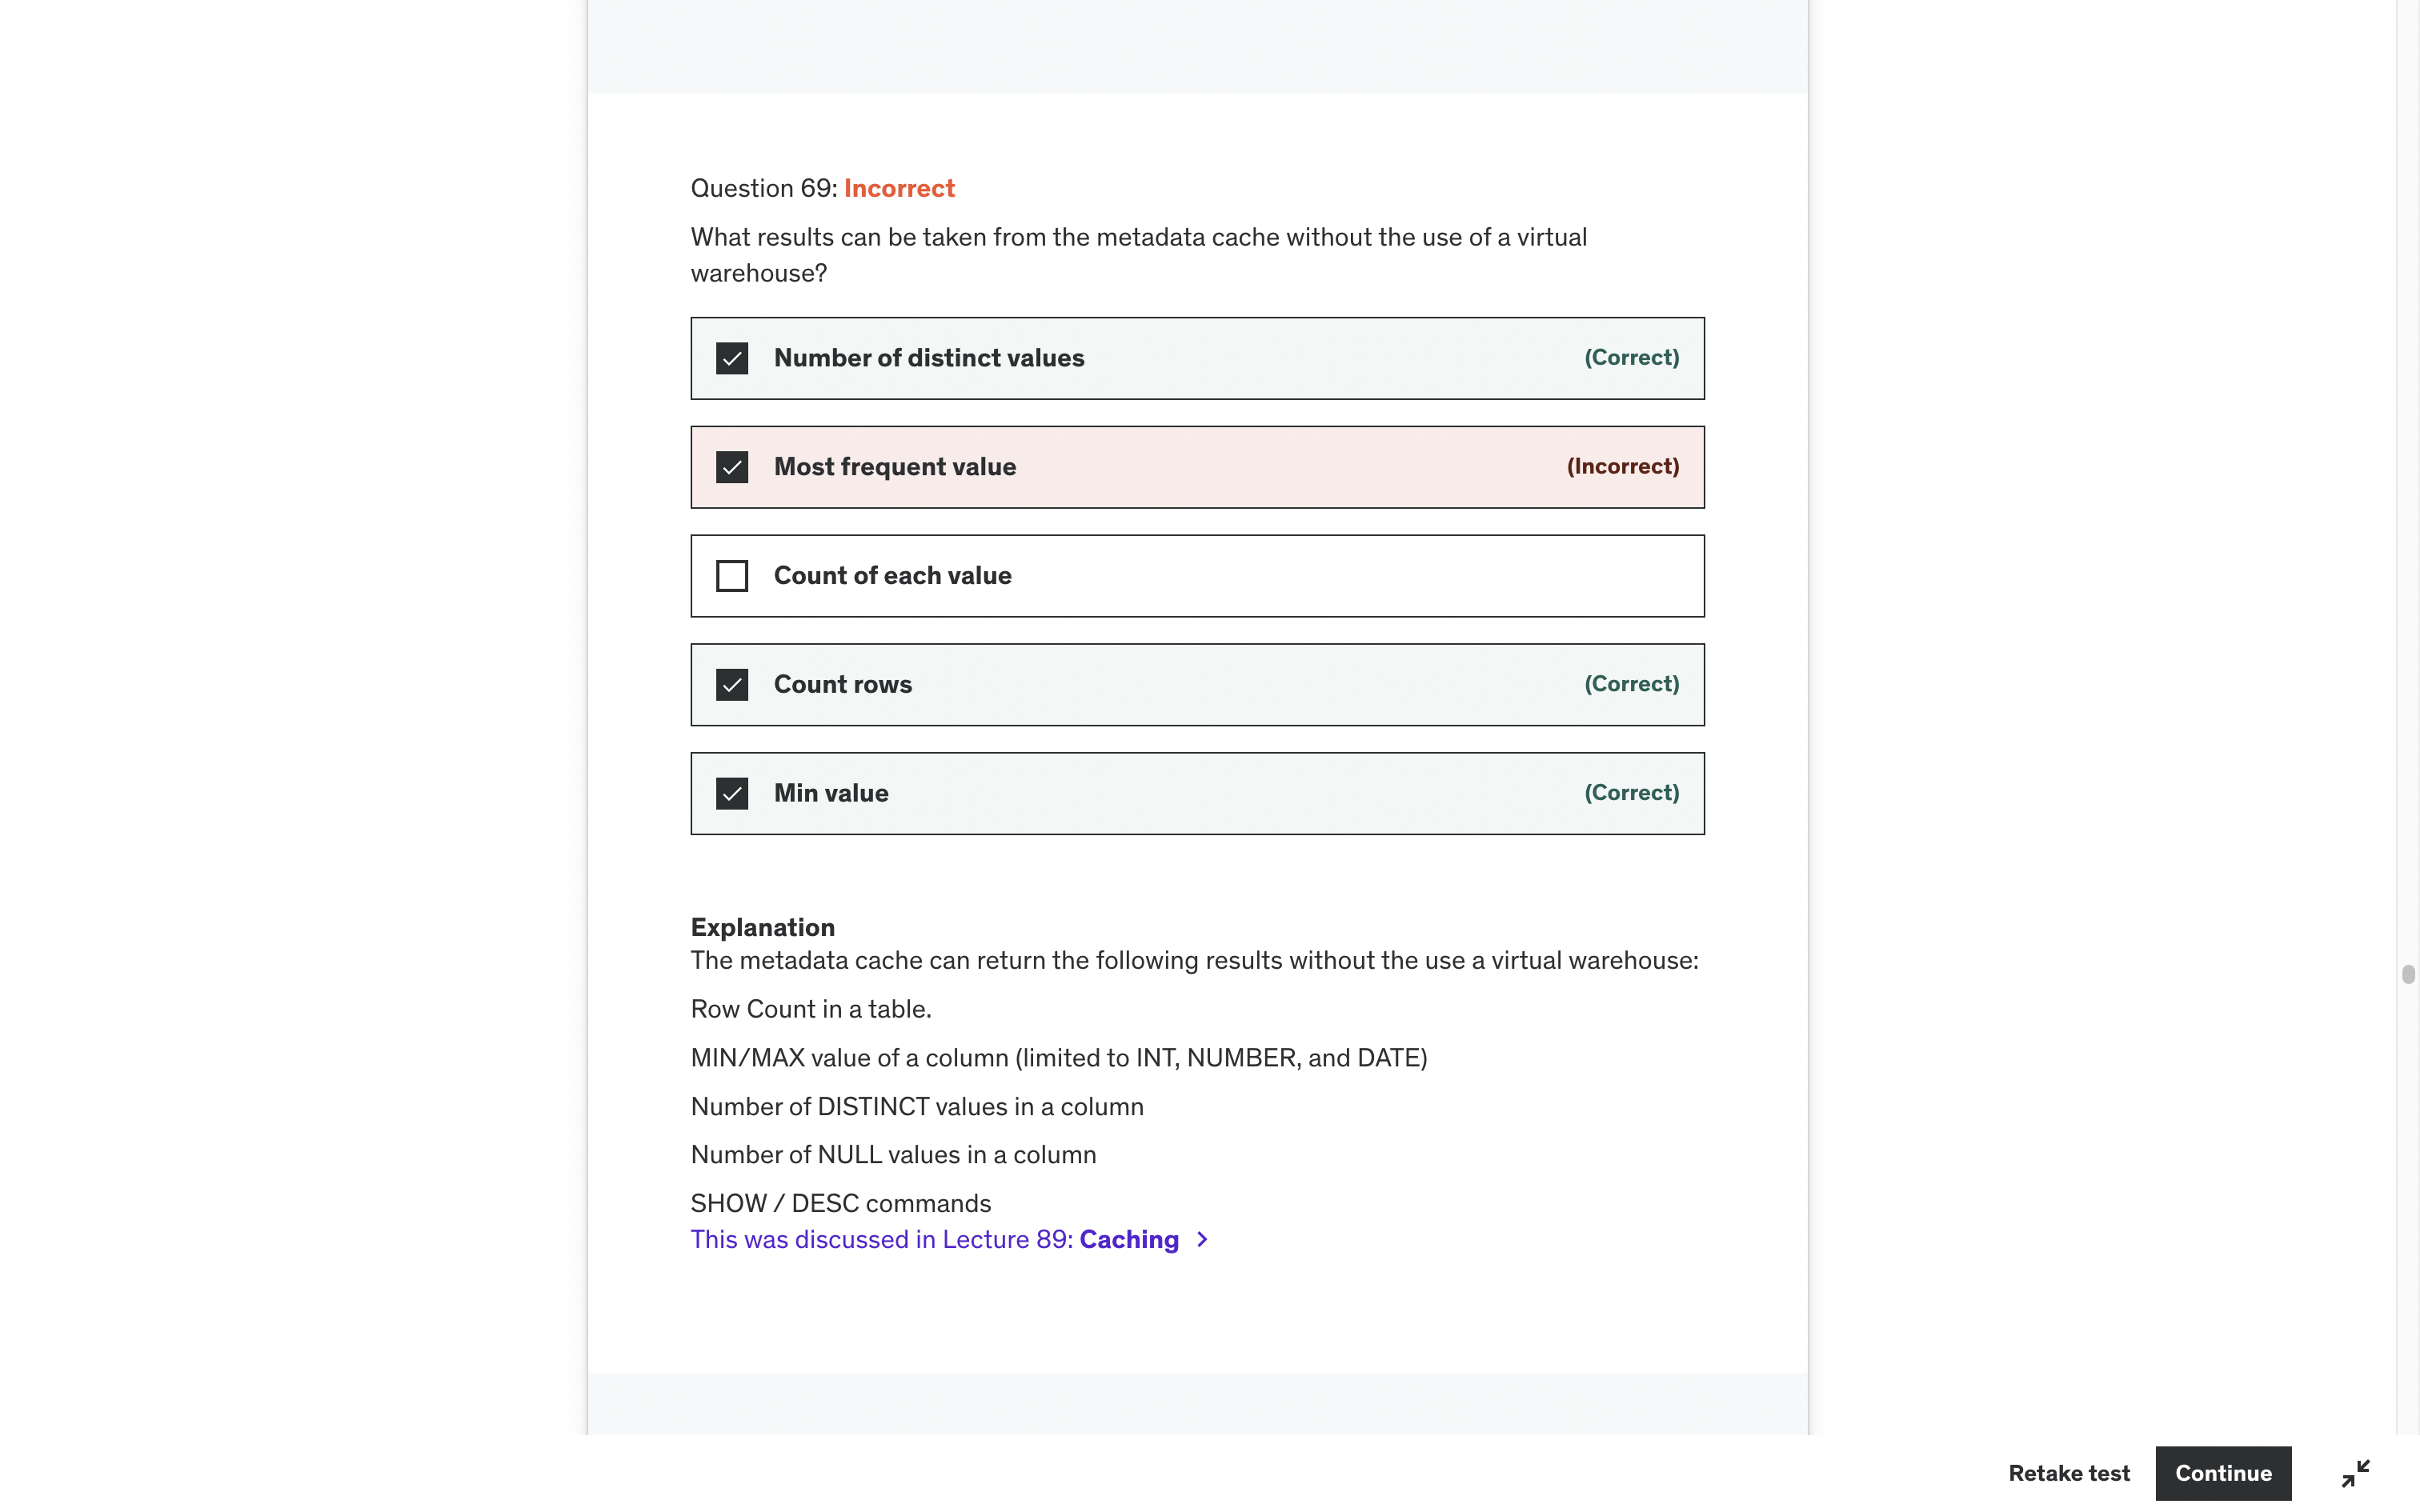 Question 69: Incorrect
What results can be taken from the metadata cache without the use of a virtual
warehouse?
Number of distinct values (Correct)
Most frequent value (Incorrect)
Count of each value
Count rows (Correct)
Min value (Correct)
Explanation
The metadata cache can return the following results without the use a virtual warehouse:
Row Count in a table.
MIN/MAX value of a column (limited to INT, NUMBER, and DATE)
Number of DISTINCT values in a column
Number of NULL values in a column
SHOW / DESC commands
This was discussed in Lecture 89: Caching >
Retake test Continue